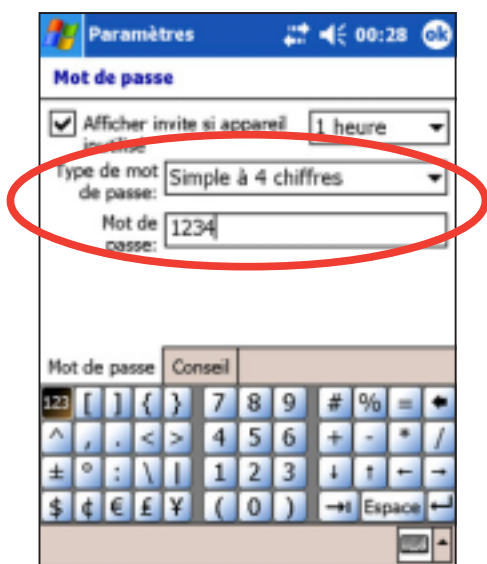 Paramètres 00:28 ok
Mot de passe
Afficher invite si appareil 1 heure
inutilisé
Type de mot
de passe: Simple à 4 chiffres
Mot de
passe: 1234
Mot de passe Conseil
123 [ ] { } 7 8 9 # % =
^ , . < > 4 5 6 + - * /
± ° : \ | 1 2 3 ↓ ↑ ← →
$ ¢ € £ ¥ ( 0 ) Espace